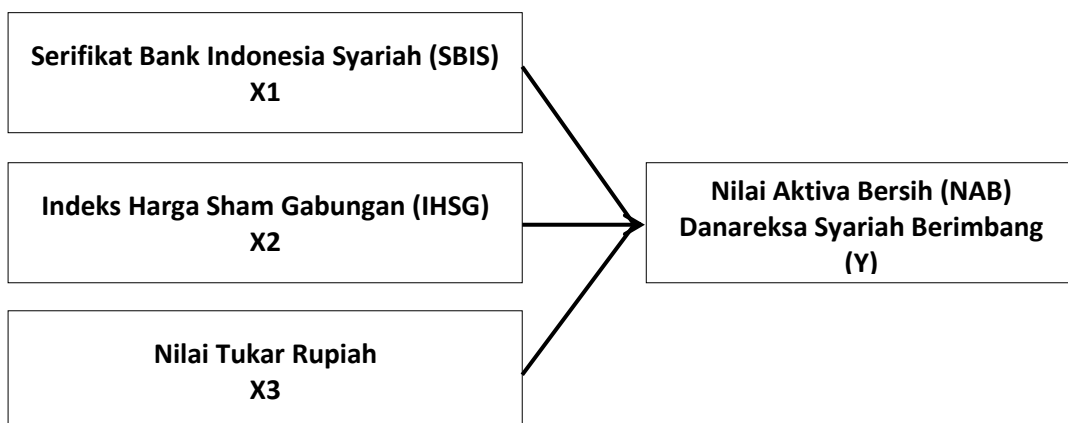 Serifikat Bank Indonesia Syariah (SBIS)
X1
Indeks Harga Sham Gabungan (IHSG)
X2
Nilai Tukar Rupiah
X3
Nilai Aktiva Bersih (NAB)
Danareksa Syariah Berimbang
(Y)